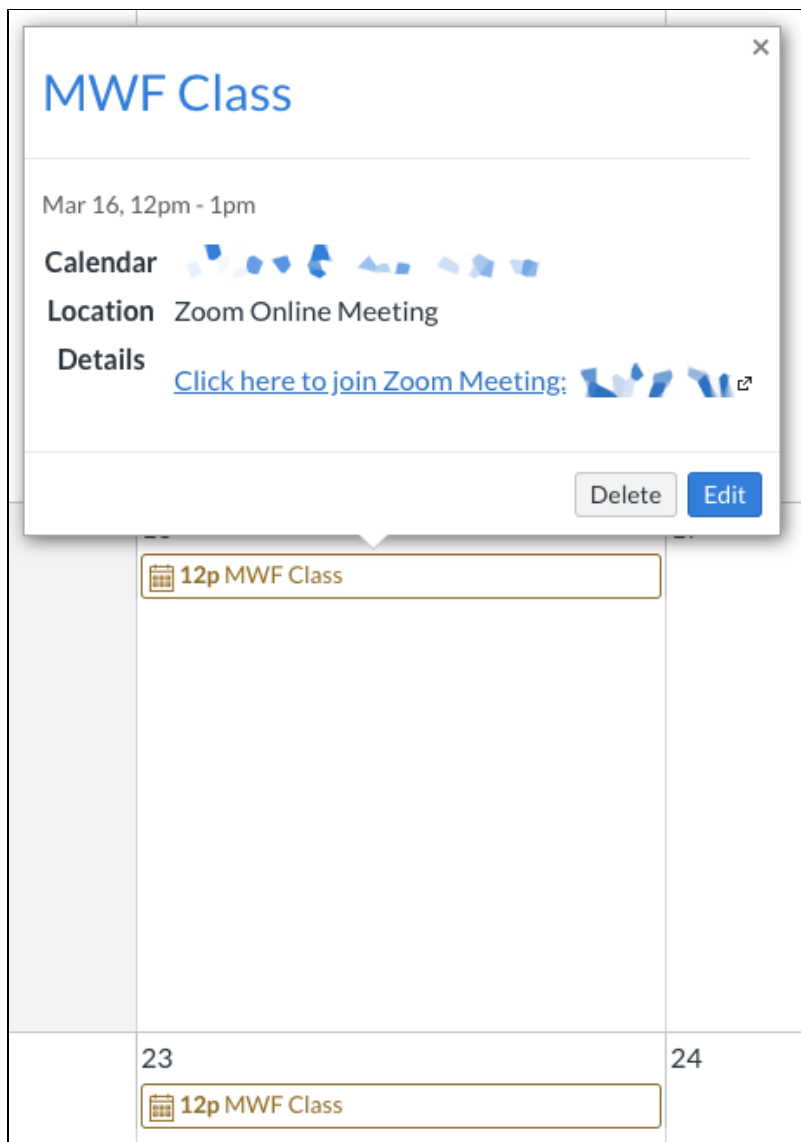 ×
MWF Class
Mar 16, 12pm - 1pm
Calendar
Location Zoom Online Meeting
Details
Click here to join Zoom Meeting:
Delete Edit
12p MWF Class
23 24
12p MWF Class